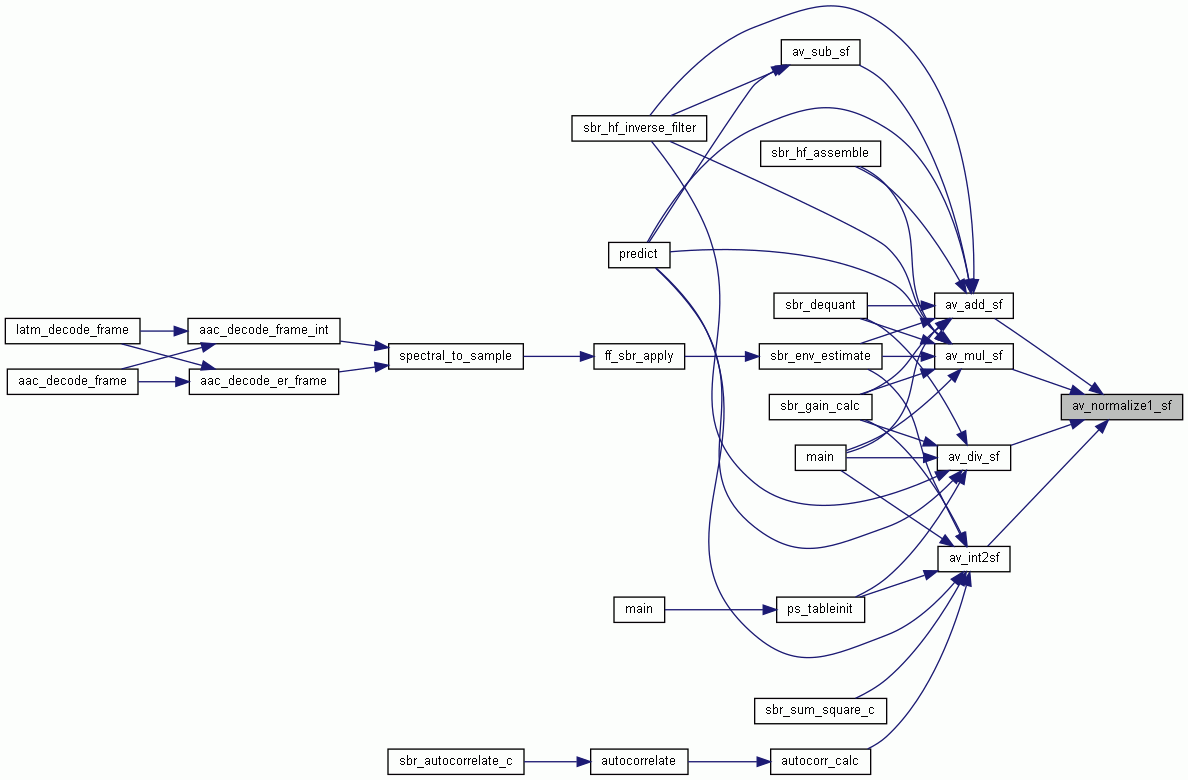 av_sub_sf
sbr_hf_inverse_filter
sbr_hf_assemble
predict
sbr_dequant
av_add_sf
latm_decode_frame
aac_decode_frame_int
spectral_to_sample
ff_sbr_apply
sbr_env_estimate
av_mul_sf
aac_decode_frame
aac_decode_er_frame
sbr_gain_calc
av_normalize1_sf
main
av_div_sf
av_int2sf
main
ps_tableinit
sbr_sum_square_c
sbr_autocorrelate_c
autocorrelate
autocorr_calc